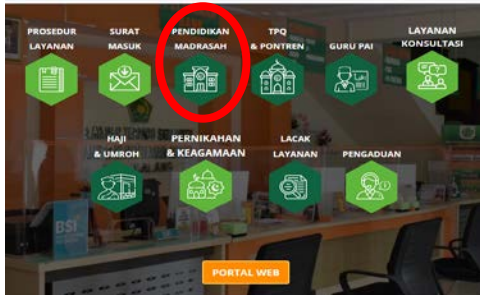 PROSEDUR
LAYANAN
SURAT
MASUK
PENDIDIKAN
MADRASAH
TPQ
& PONTREN
GURU PAI
LAYANAN
KONSULTASI
HAJI
& UMROH
PERNIKAHAN
& KEAGAMAAN
LACAK
LAYANAN
PENGADUAN
BSI
PORTAL WEB